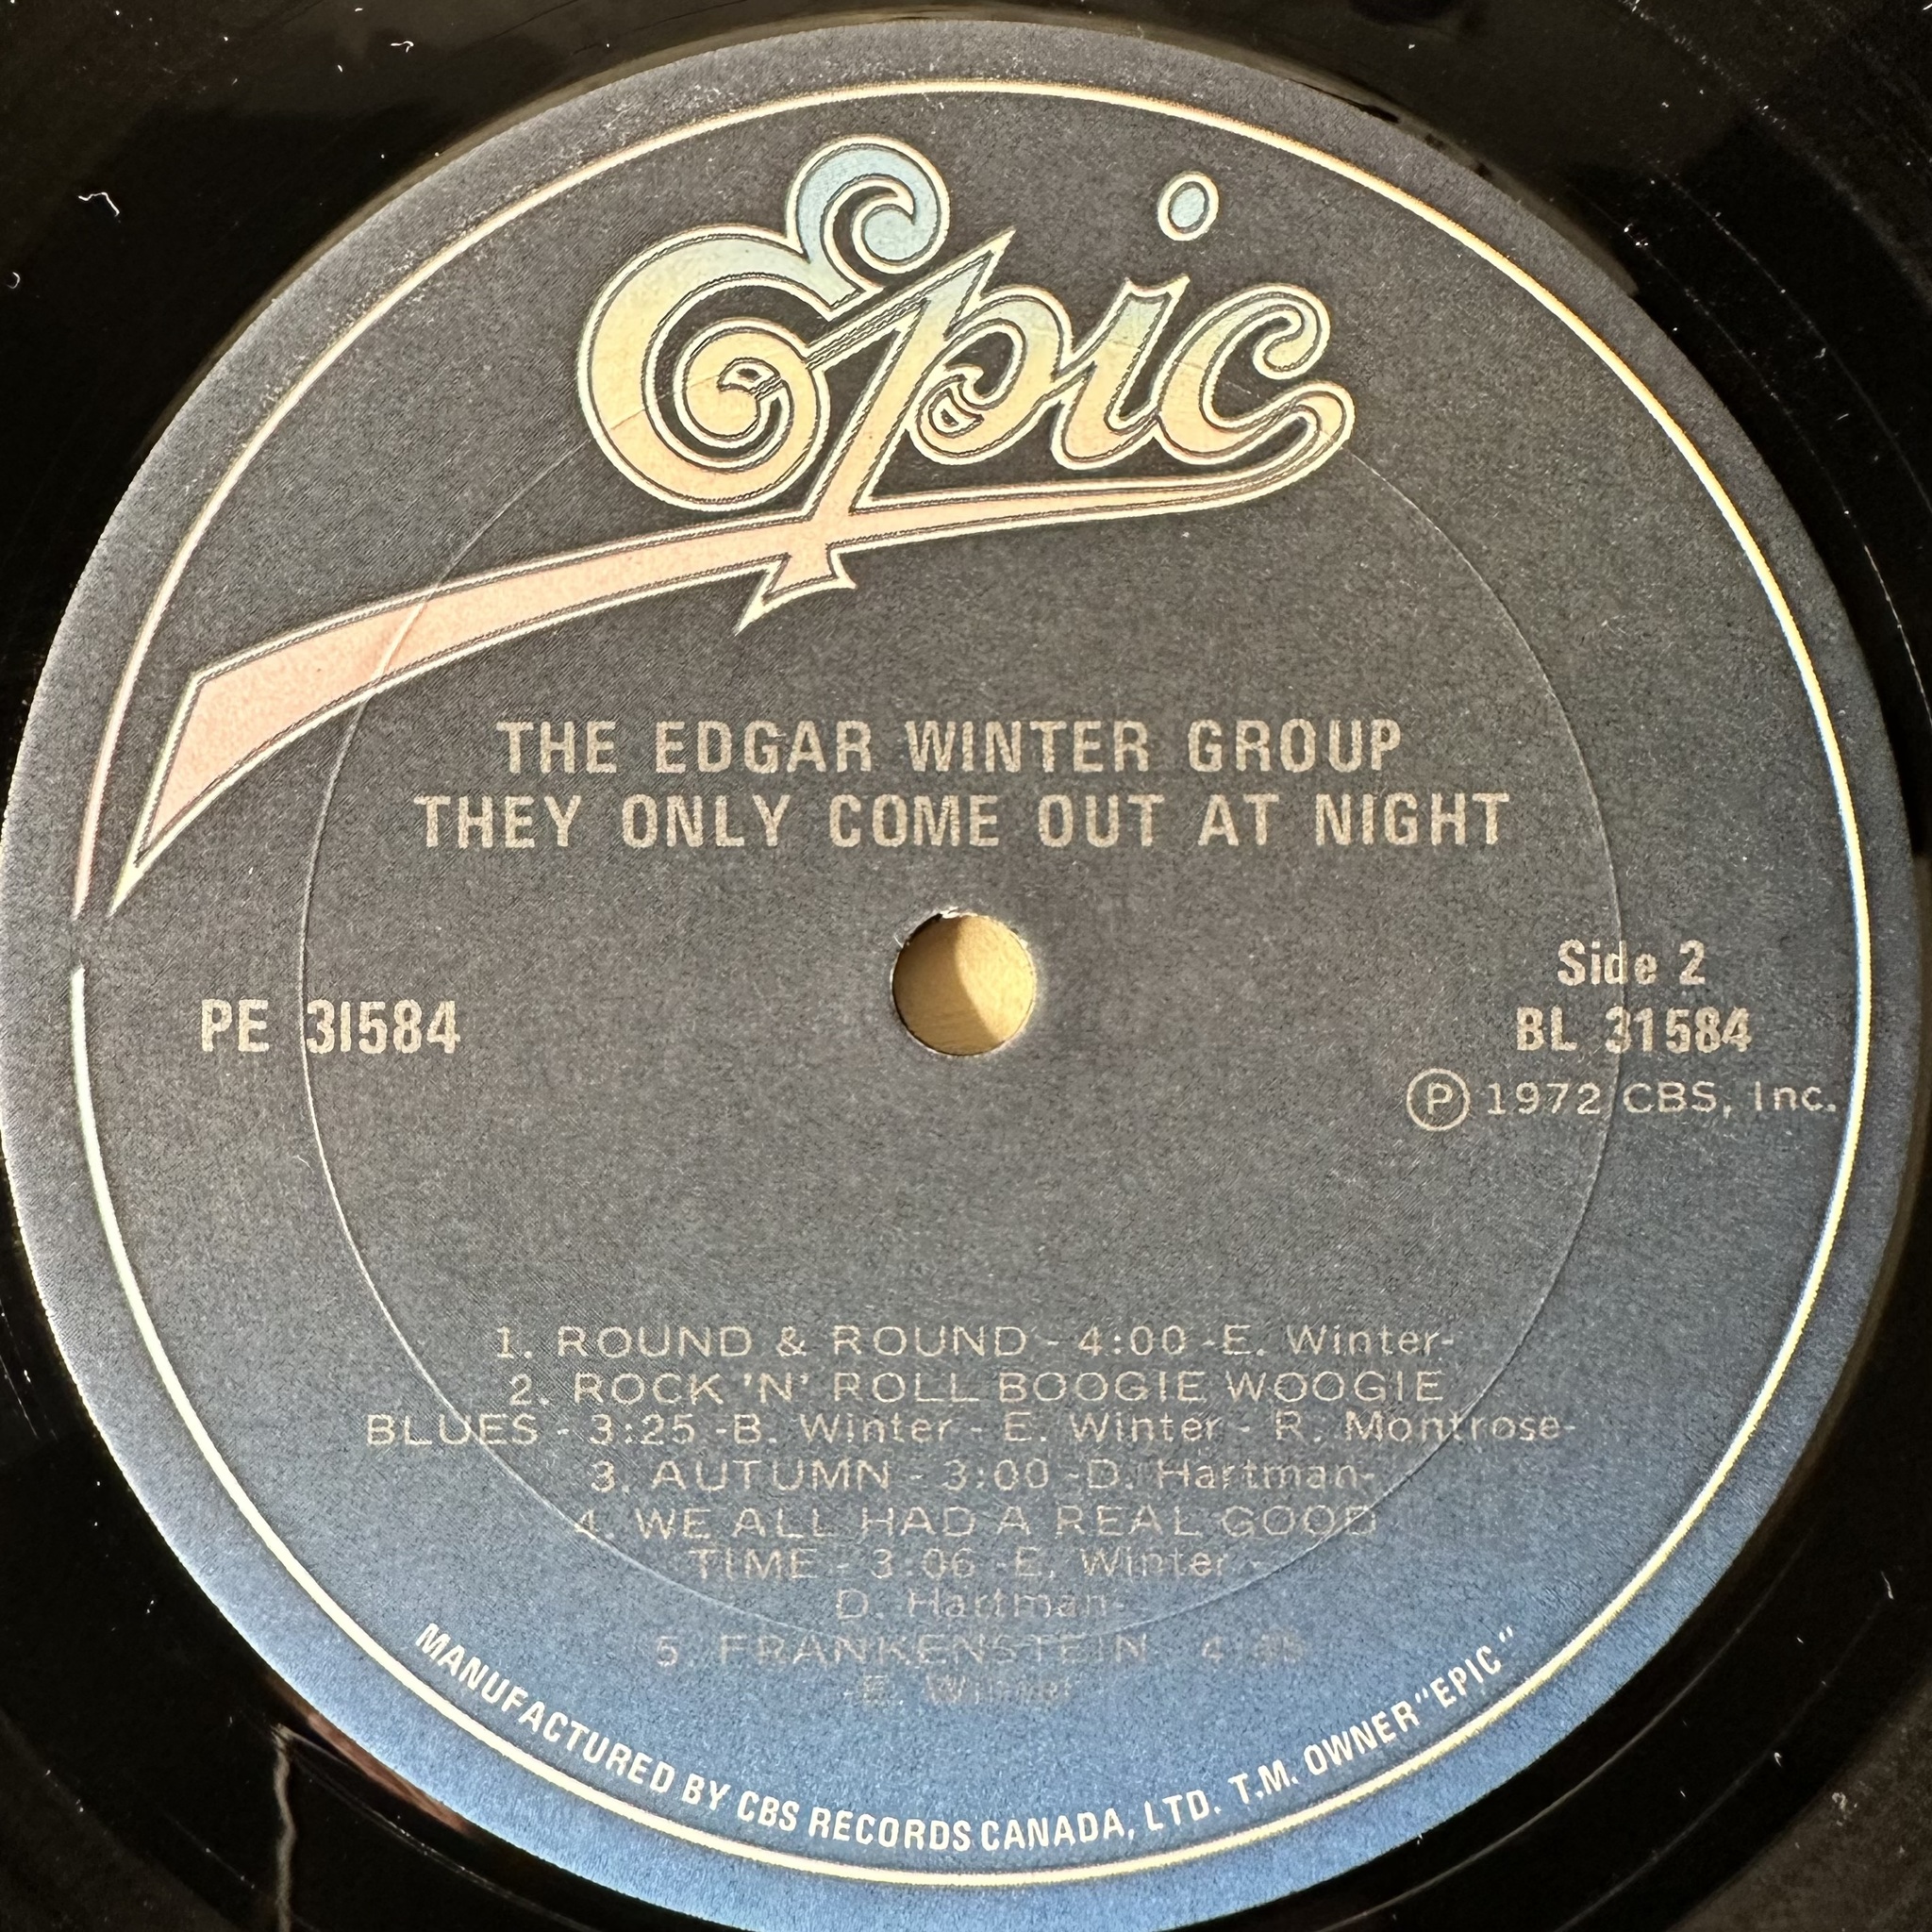 Epic
THE EDGAR WINTER GROUP
THEY ONLY COME OUT AT NIGHT
Side 2
PE 31584
BL 31584
Ⓟ 1972 CBS, Inc.
1. ROUND & ROUND - 4:00 -E. Winter-
2. ROCK 'N' ROLL BOOGIE WOOGIE
BLUES - 3:25 -B. Winter - E. Winter - R. Montrose-
3. AUTUMN - 3:00 -D. Hartman-
4. WE ALL HAD A REAL GOOD
TIME - 3:06 -E. Winter -
D. Hartman-
5. FRANKENSTEIN
E. Winter
MANUFACTURED BY CBS RECORDS CANADA, LTD. T.M. OWNER "EPIC"